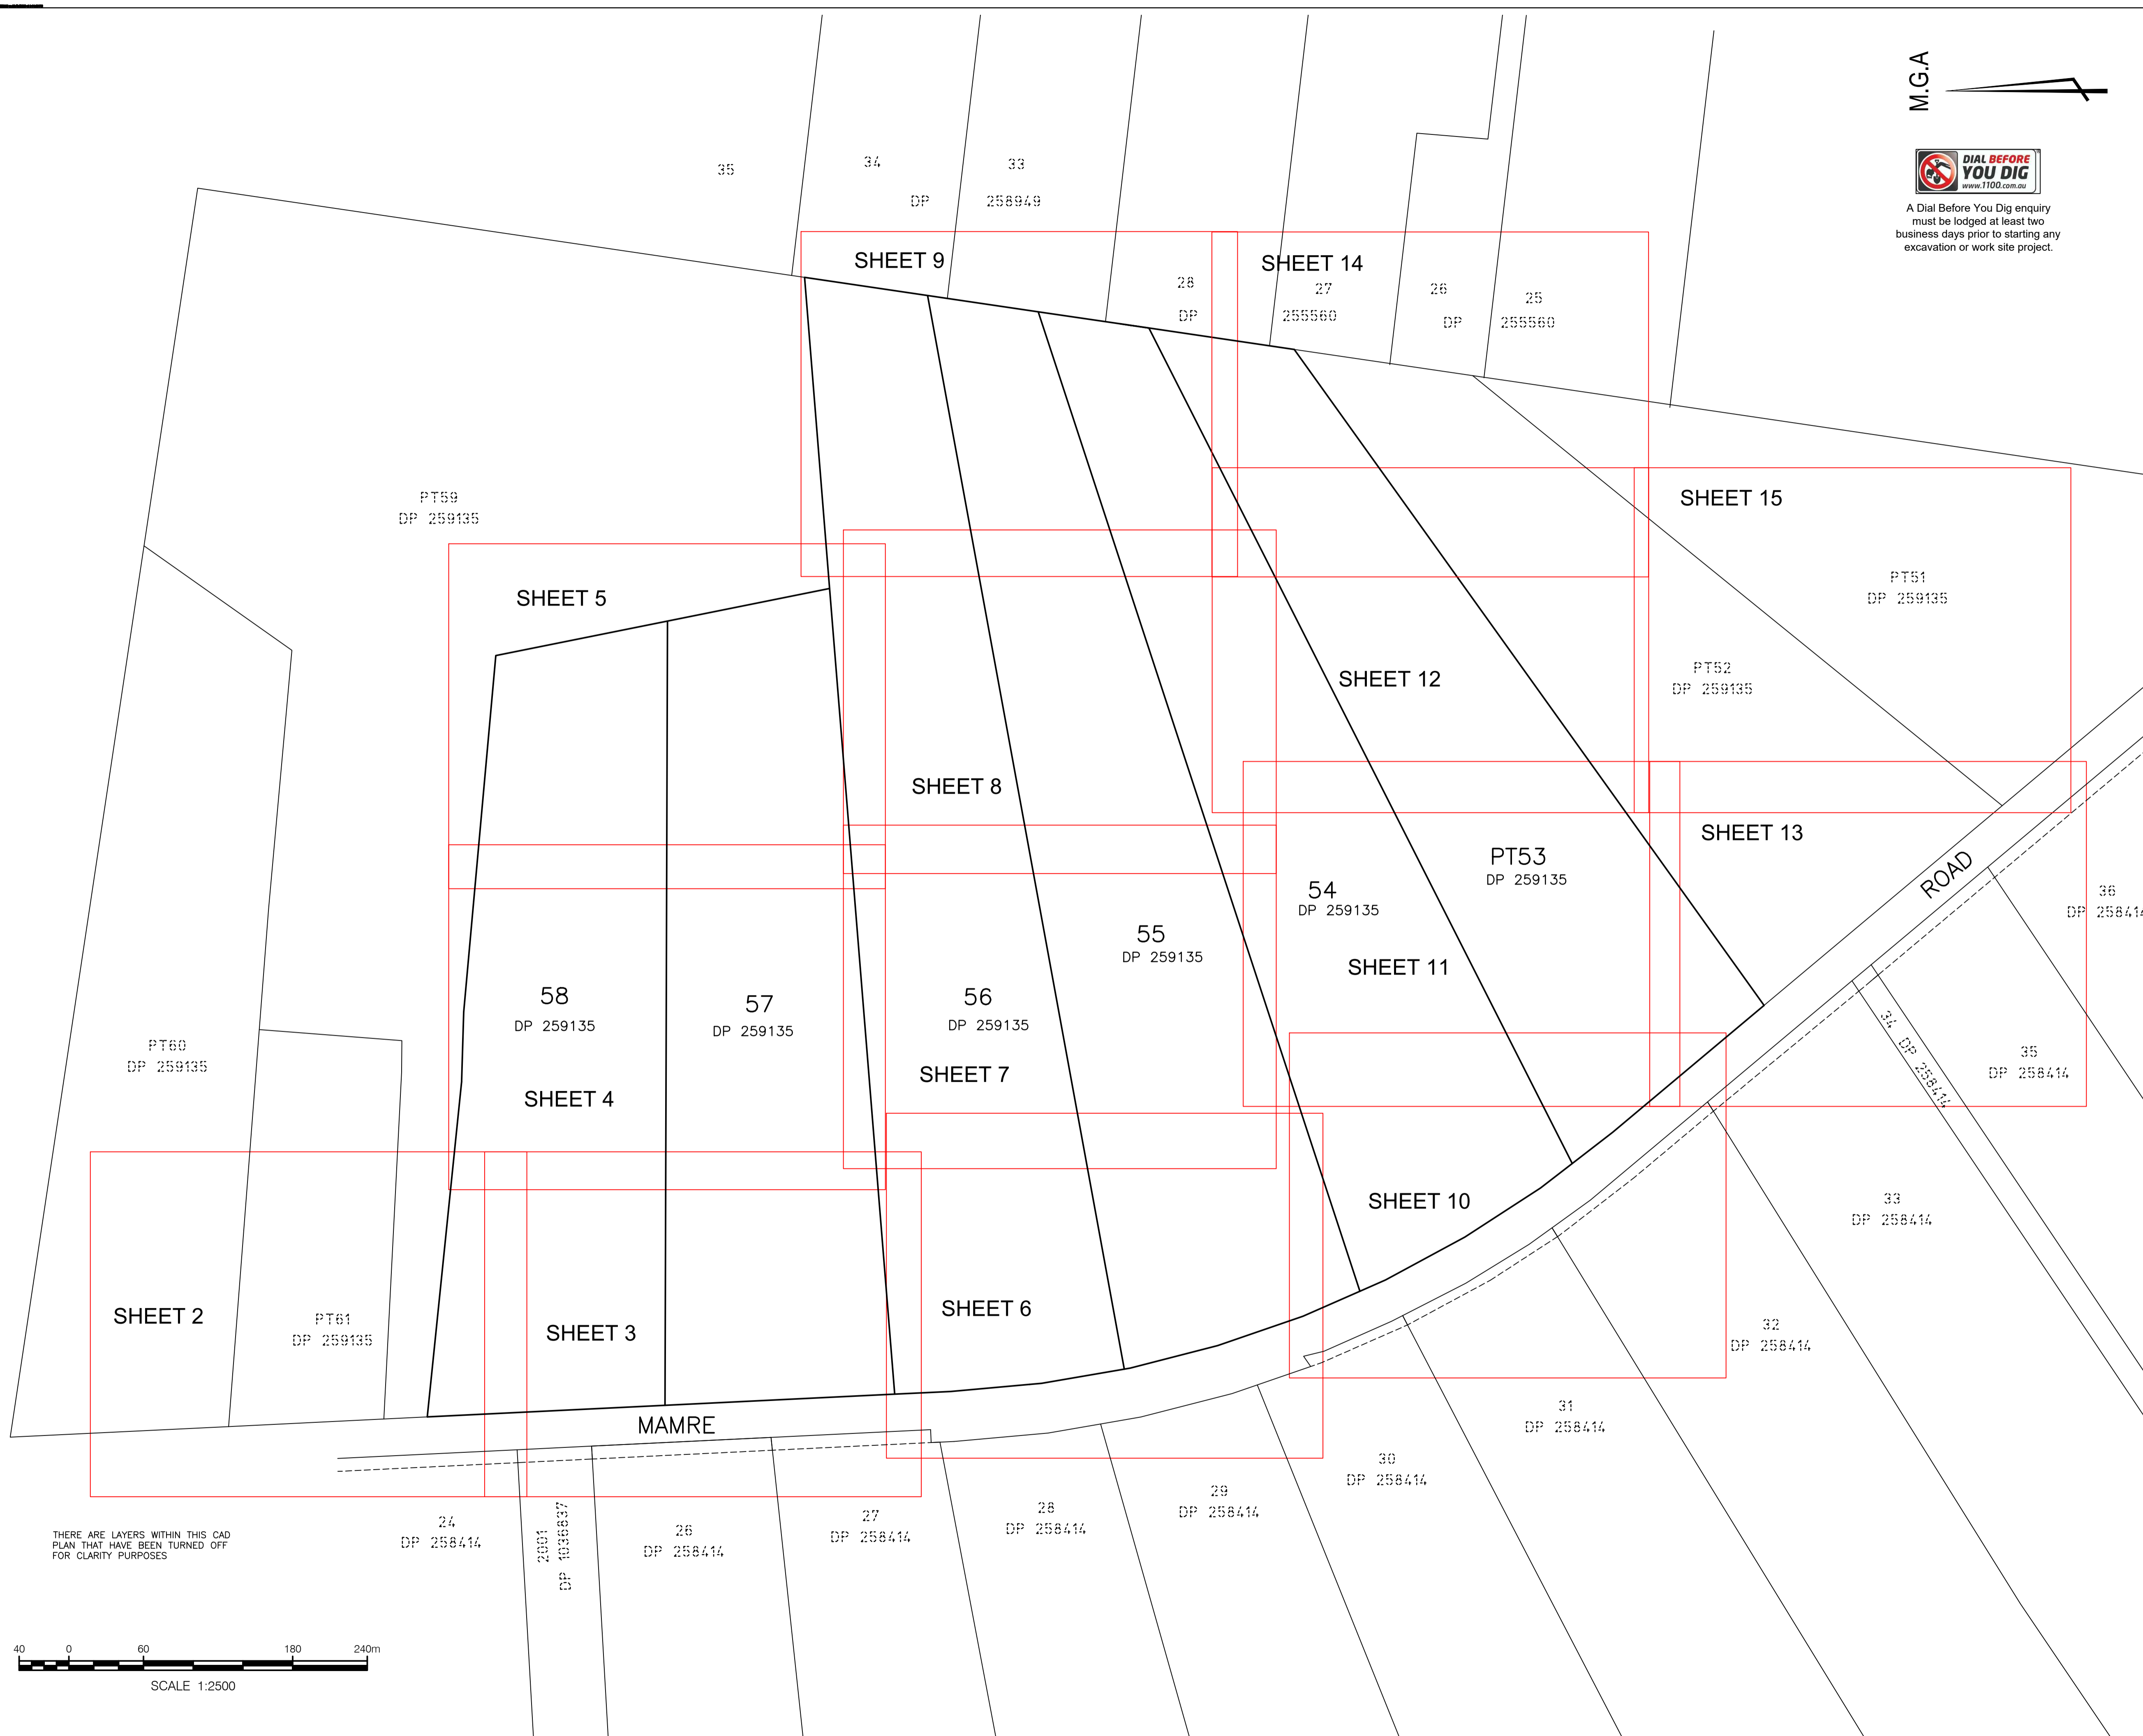 M.G.A
DIAL BEFORE
YOU DIG
www.1100.com.au
A Dial Before You Dig enquiry
must be lodged at least two
business days prior to starting any
excavation or work site project.
35
34
33
DP 258949
SHEET 9
SHEET 14
28
27
DP 255560
26
25
DP 255560
PT59
DP 259135
SHEET 15
SHEET 5
PT51
DP 259135
SHEET 12
PT52
DP 259135
SHEET 8
SHEET 13
PT53
DP 259135
54
DP 259135
ROAD
36
DP 258414
55
DP 259135
SHEET 11
58
DP 259135
57
DP 259135
56
DP 259135
34 DP 258414
PT60
DP 259135
35
DP 258414
SHEET 4
SHEET 7
SHEET 10
33
DP 258414
SHEET 2
PT61
DP 259135
SHEET 3
SHEET 6
32
DP 258414
MAMRE
31
DP 258414
30
DP 258414
29
DP 258414
28
DP 258414
27
DP 258414
26
DP 258414
2001
DP 1036837
24
DP 258414
THERE ARE LAYERS WITHIN THIS CAD
PLAN THAT HAVE BEEN TURNED OFF
FOR CLARITY PURPOSES
40 0 60 180 240m
SCALE 1:2500